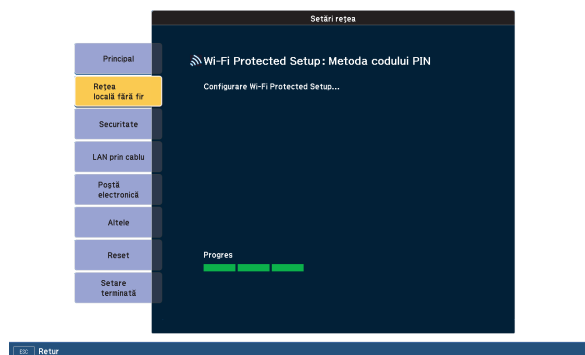 Setări rețea
Principal
Rețea
locală fără fir
Securitate
LAN prin cablu
Poștă
electronică
Altele
Reset
Setare
terminată
Wi-Fi Protected Setup: Metoda codului PIN
Configurare Wi-Fi Protected Setup...
Progres
Esc Retur